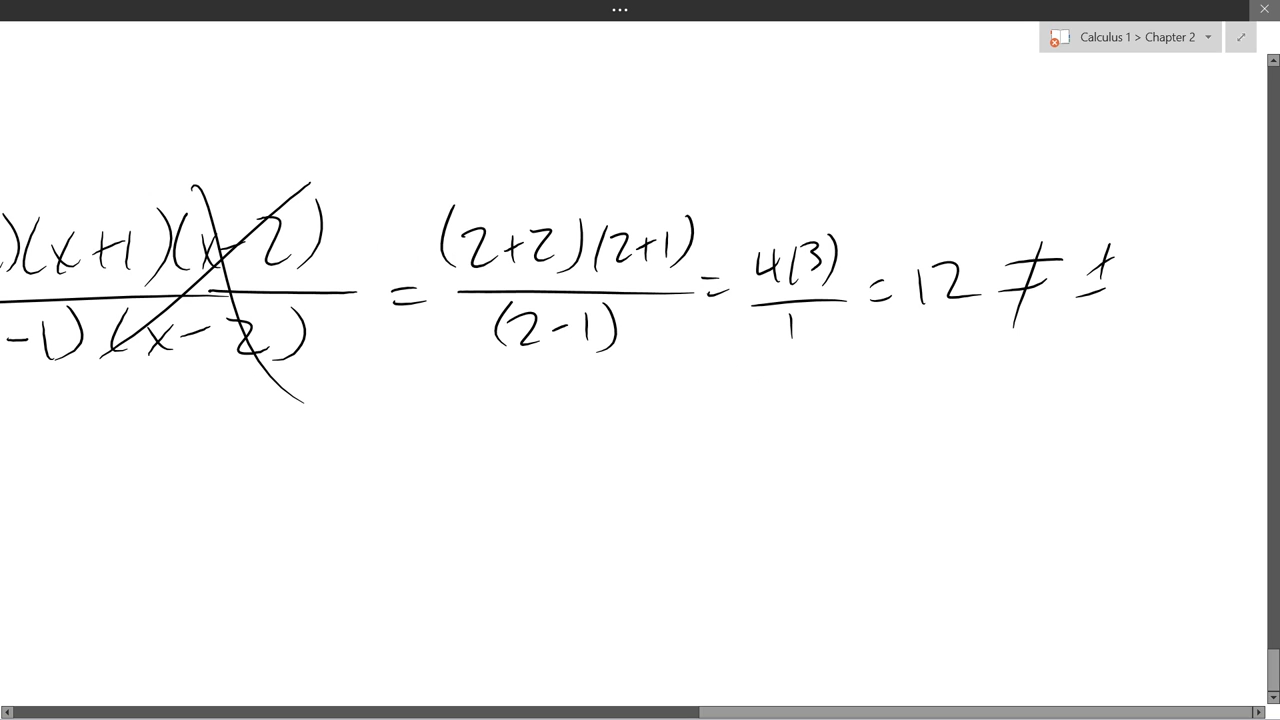 Calculus 1 > Chapter 2
)(x+1)(x-2) / -1)(x-2) = (2+2)(2+1) / (2-1) = 4(3) / 1 = 12 ≠ ±